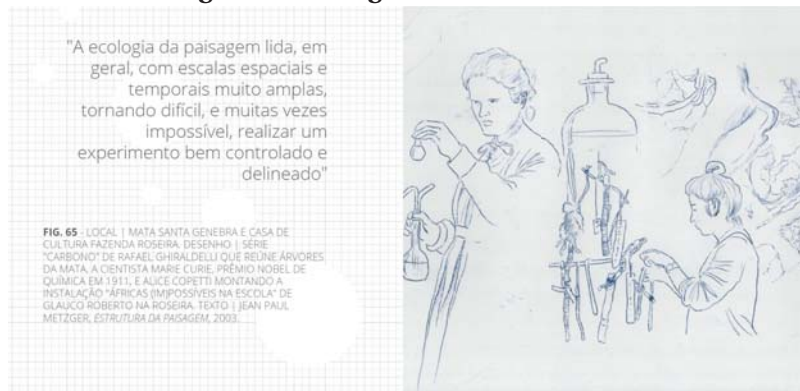 "A ecologia da paisagem lida, em
geral, com escalas espaciais e
temporais muito amplas,
tornando difícil, e muitas vezes
impossível, realizar um
experimento bem controlado e
delineado"
FIG. 65 - LOCAL | MATA SANTA GENEBRA E CASA DE
CULTURA FAZENDA ROSEIRA. DESENHO | SÉRIE
"CARBONO" DE RAFAEL GHIRALDELLI QUE REÚNE ÁRVORES
DA MATA, A CIENTISTA MARIE CURIE, PRÊMIO NOBEL DE
QUÍMICA EM 1911, E ALICE COPETTI MONTANDO A
INSTALAÇÃO "ÁFRICAS (IM)POSSÍVEIS NA ESCOLA" DE
GLAUCO ROBERTO NA ROSEIRA. TEXTO | JEAN PAUL
METZGER, ESTRUTURA DA PAISAGEM, 2003.